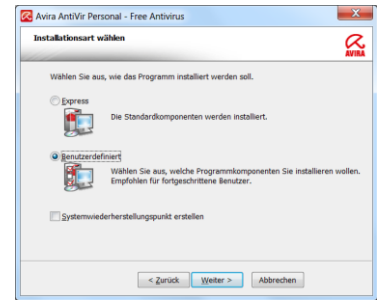 Avira AntiVir Personal - Free Antivirus
Installationsart wählen
AVIRA
Wählen Sie aus, wie das Programm installiert werden soll.
Express
Die Standardkomponenten werden installiert.
Benutzerdefiniert
Wählen Sie aus, welche Programmkomponenten Sie installieren wollen.
Empfohlen für fortgeschrittene Benutzer.
Systemwiederherstellungspunkt erstellen
< Zurück Weiter > Abbrechen